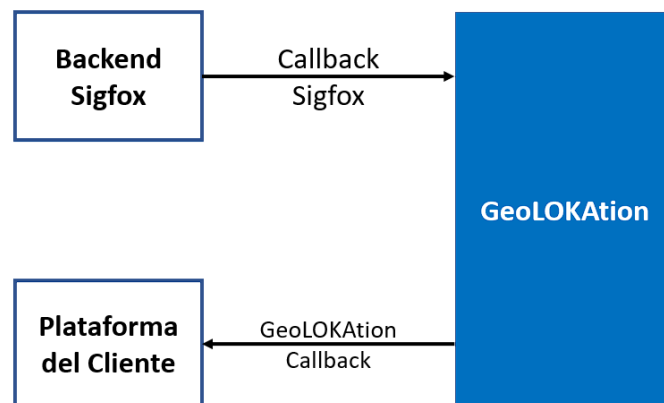 Backend
Sigfox
Callback
Sigfox
GeoLOKAtion
Plataforma
del Cliente
GeoLOKAtion
Callback